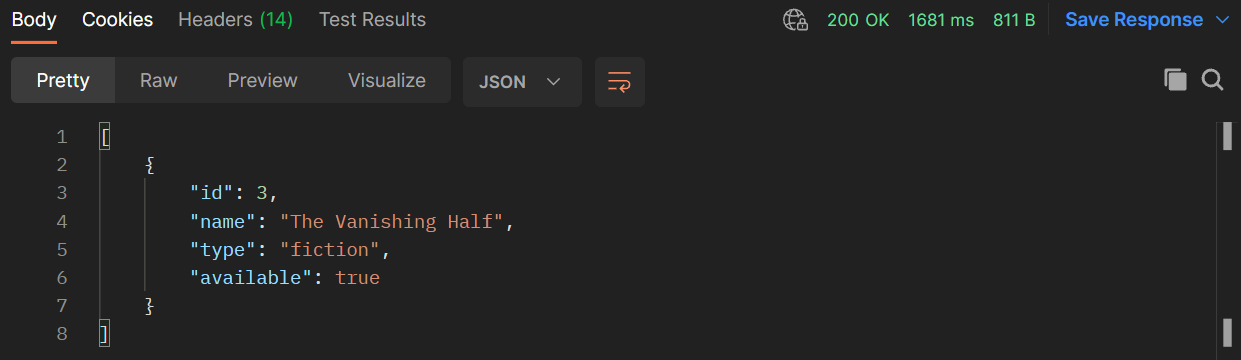 Body Cookies Headers (14) Test Results 200 OK 1681 ms 811 B Save Response
Pretty Raw Preview Visualize JSON
1 [
2 {
3 "id": 3,
4 "name": "The Vanishing Half",
5 "type": "fiction",
6 "available": true
7 }
8 ]